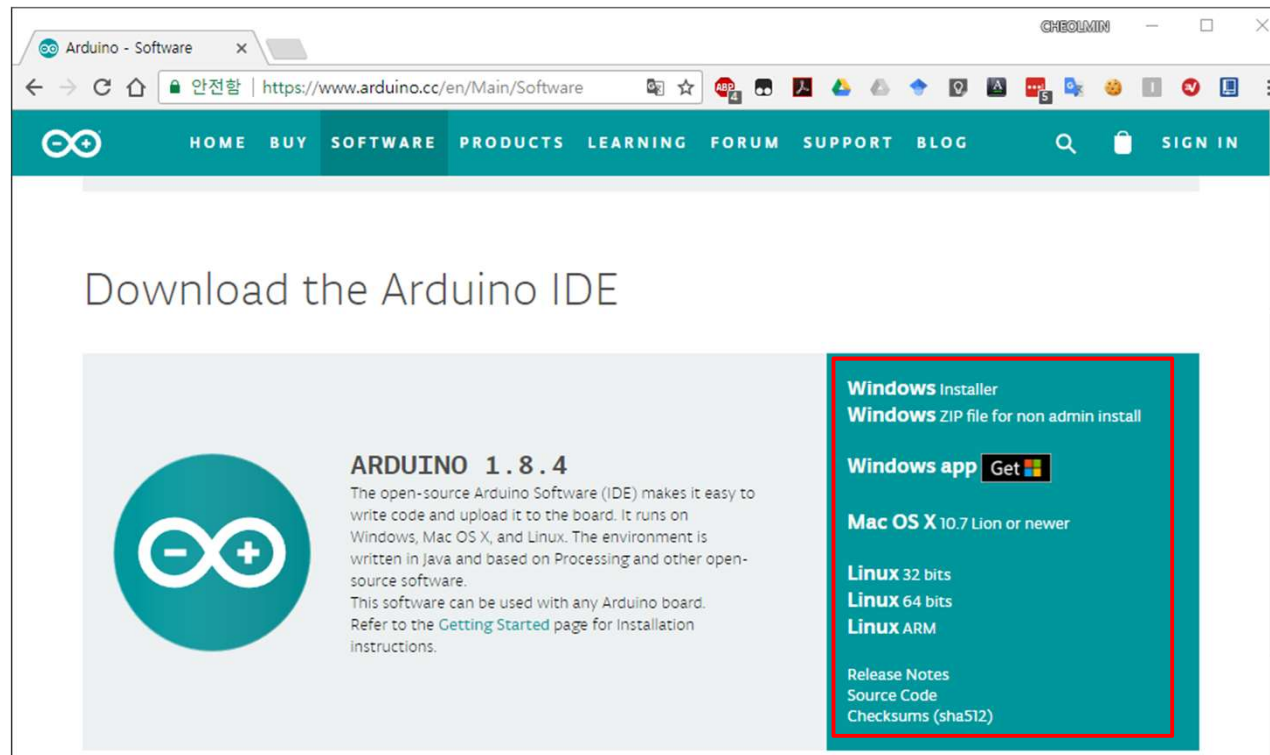 CHEOLMIN
Arduino - Software
안전함 | https://www.arduino.cc/en/Main/Software
ABP 4
5
HOME BUY SOFTWARE PRODUCTS LEARNING FORUM SUPPORT BLOG SIGN IN
Download the Arduino IDE
ARDUINO 1.8.4
The open-source Arduino Software (IDE) makes it easy to
write code and upload it to the board. It runs on
Windows, Mac OS X, and Linux. The environment is
written in Java and based on Processing and other open-
source software.
This software can be used with any Arduino board.
Refer to the Getting Started page for Installation
instructions.
Windows Installer
Windows ZIP file for non admin install
Windows app Get
Mac OS X 10.7 Lion or newer
Linux 32 bits
Linux 64 bits
Linux ARM
Release Notes
Source Code
Checksums (sha512)